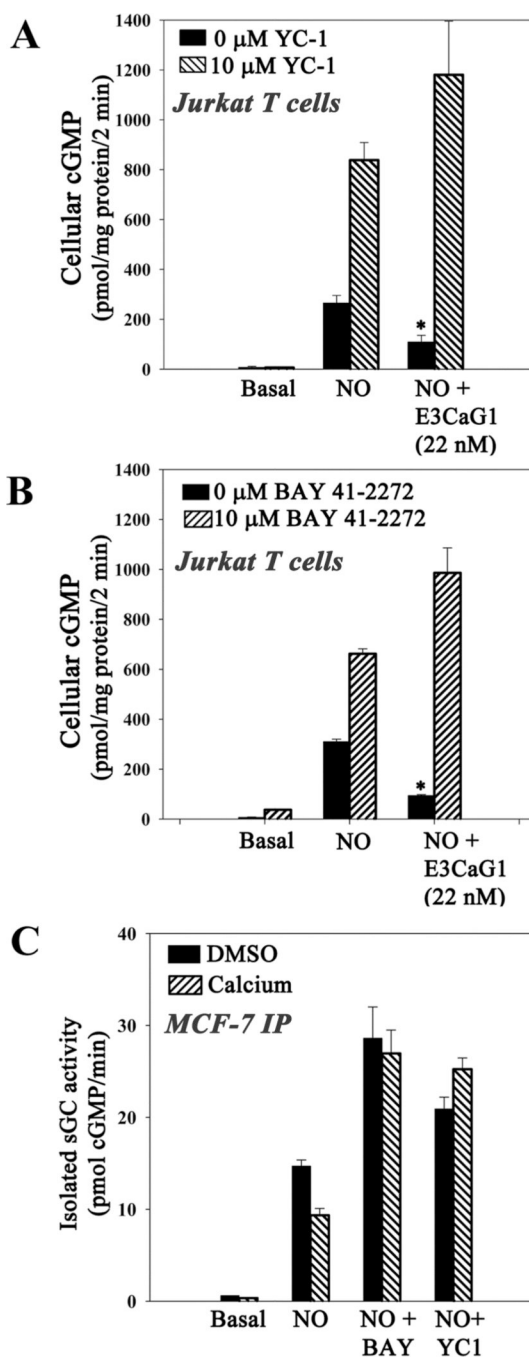 A
0 µM YC-1
10 µM YC-1
Jurkat T cells
Cellular cGMP
(pmol/mg protein/2 min)
1400
1200
1000
800
600
400
200
0
*
Basal
NO
NO +
E3CaG1
(22 nM)
B
0 µM BAY 41-2272
10 µM BAY 41-2272
Jurkat T cells
Cellular cGMP
(pmol/mg protein/2 min)
1400
1200
1000
800
600
400
200
0
*
Basal
NO
NO +
E3CaG1
(22 nM)
C
DMSO
Calcium
MCF-7 IP
Isolated sGC activity
(pmol cGMP/min)
40
30
20
10
0
Basal
NO
NO +
BAY
NO+
YC1